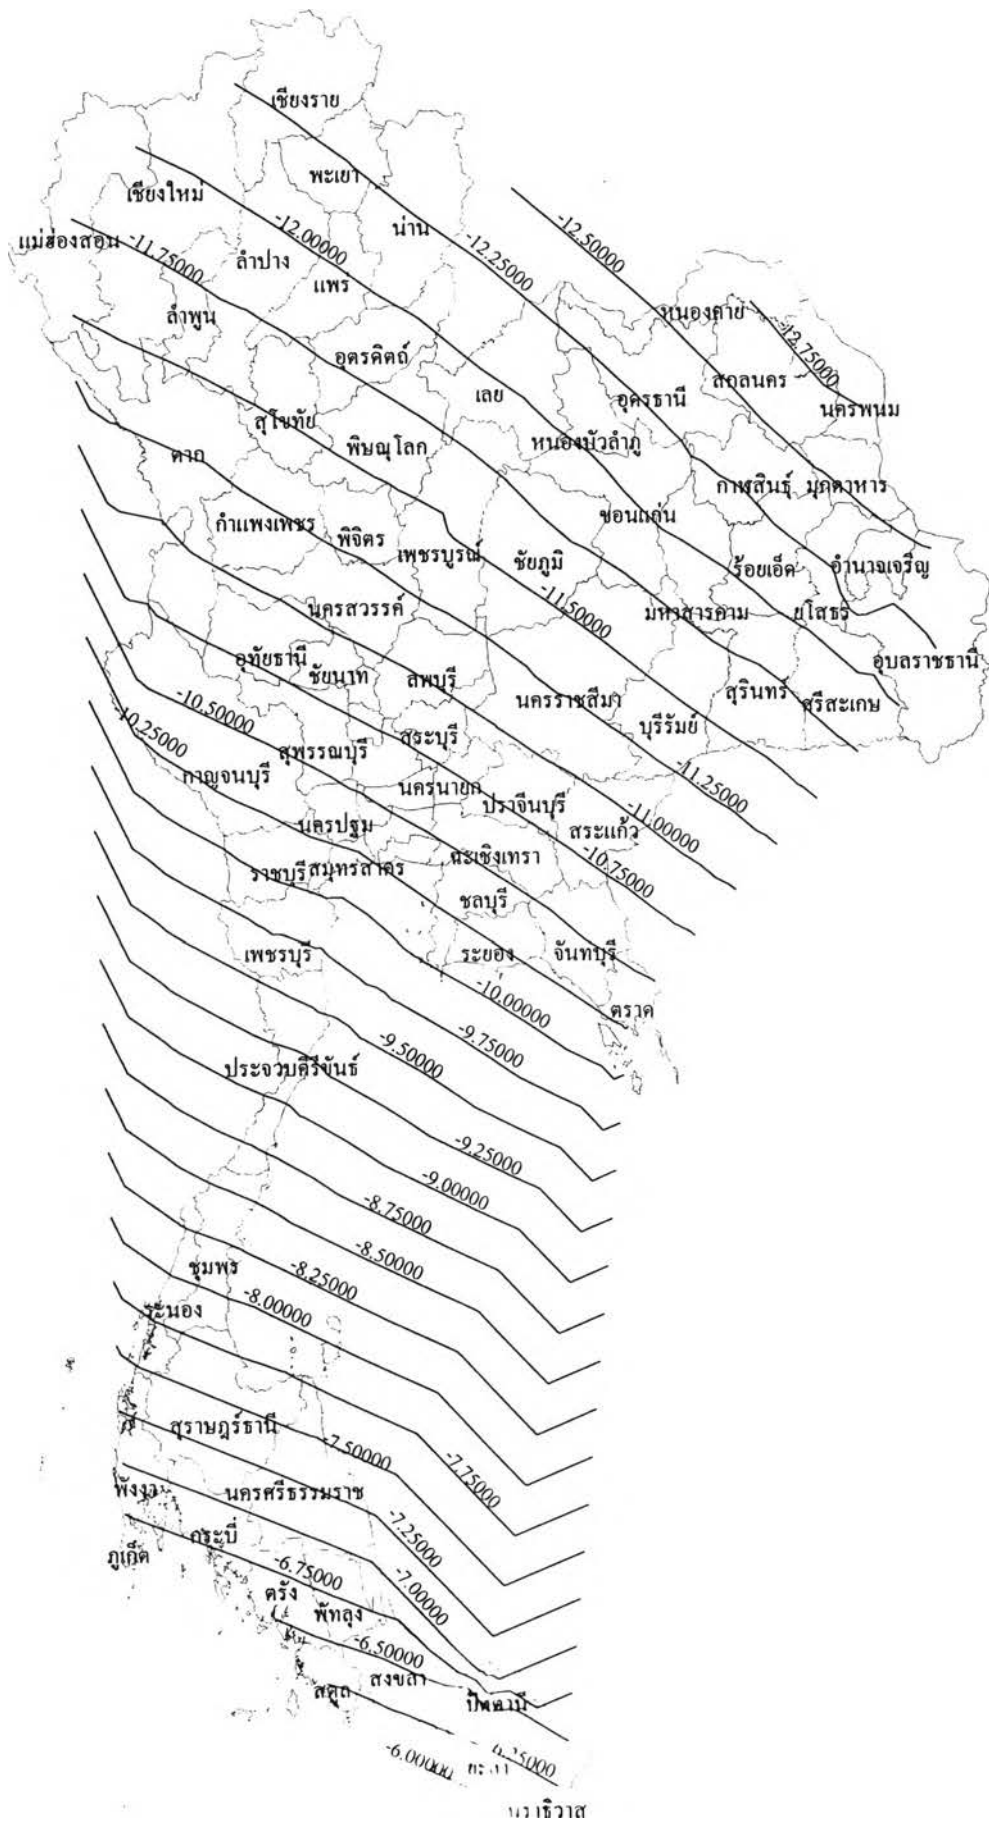 เชียงราย
พะเยา
เชียงใหม่
น่าน
-12.00000
-12.25000
-12.50000
แม่ฮ่องสอน
-11.75000
ลำปาง
แพร่
ลำพูน
หนองคาย
-12.75000
อุตรดิตถ์
สกลนคร
เลย
อุดรธานี
นครพนม
สุโขทัย
พิษณุโลก
หนองบัวลำภู
ตาก
กาฬสินธุ์
มุกดาหาร
กำแพงเพชร
พิจิตร
เพชรบูรณ์
ขอนแก่น
ชัยภูมิ
ร้อยเอ็ด
อำนาจเจริญ
-11.50000
นครสวรรค์
มหาสารคาม
ยโสธร
อุทัยธานี
ชัยนาท
ลพบุรี
อุบลราชธานี
นครราชสีมา
สุรินทร์
ศรีสะเกษ
-10.50000
บุรีรัมย์
-10.25000
สุพรรณบุรี
สระบุรี
กาญจนบุรี
นครนายก
-11.25000
ปราจีนบุรี
นครปฐม
สระแก้ว
-11.00000
ราชบุรี
สมุทรสาคร
ฉะเชิงเทรา
-10.75000
ชลบุรี
เพชรบุรี
ระยอง
จันทบุรี
-10.00000
ตราด
-9.75000
-9.50000
ประจวบคีรีขันธ์
-9.25000
-9.00000
-8.75000
-8.50000
ชุมพร
-8.25000
-8.00000
ระนอง
สุราษฎร์ธานี
-7.50000
-7.75000
พังงา
นครศรีธรรมราช
-7.25000
กระบี่
ภูเก็ต
-6.75000
-7.00000
ตรัง
พัทลุง
-6.50000
สงขลา
สตูล
ปัตตานี
-6.00000
นราธิวาส